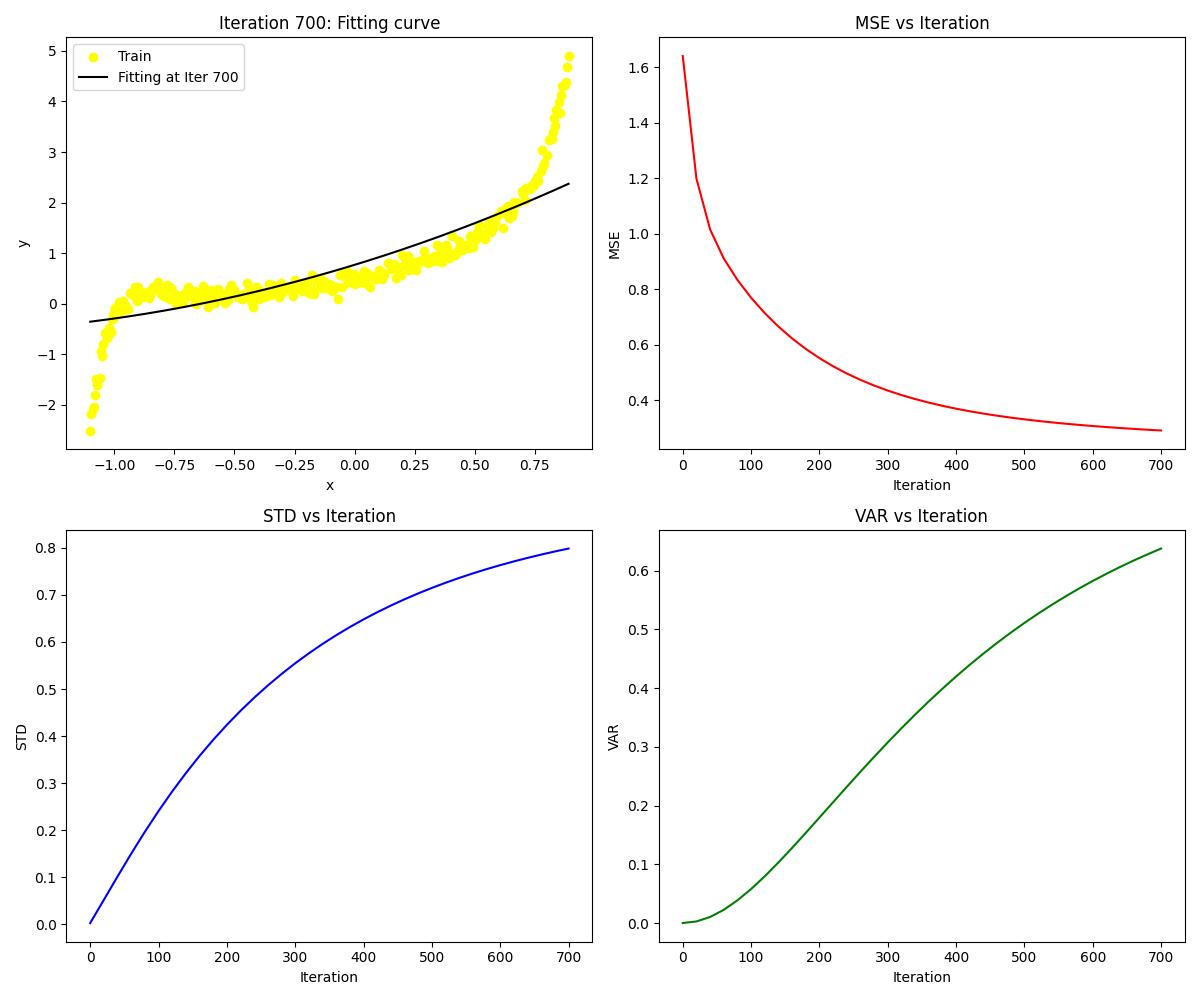 Iteration 700: Fitting curve
Train
Fitting at Iter 700
5
4
3
2
1
0
−1
−2
y
−1.00 −0.75 −0.50 −0.25 0.00 0.25 0.50 0.75
x
MSE vs Iteration
1.6
1.4
1.2
1.0
0.8
0.6
0.4
MSE
0 100 200 300 400 500 600 700
Iteration
STD vs Iteration
0.8
0.7
0.6
0.5
0.4
0.3
0.2
0.1
0.0
STD
0 100 200 300 400 500 600 700
Iteration
VAR vs Iteration
0.6
0.5
0.4
0.3
0.2
0.1
0.0
VAR
0 100 200 300 400 500 600 700
Iteration